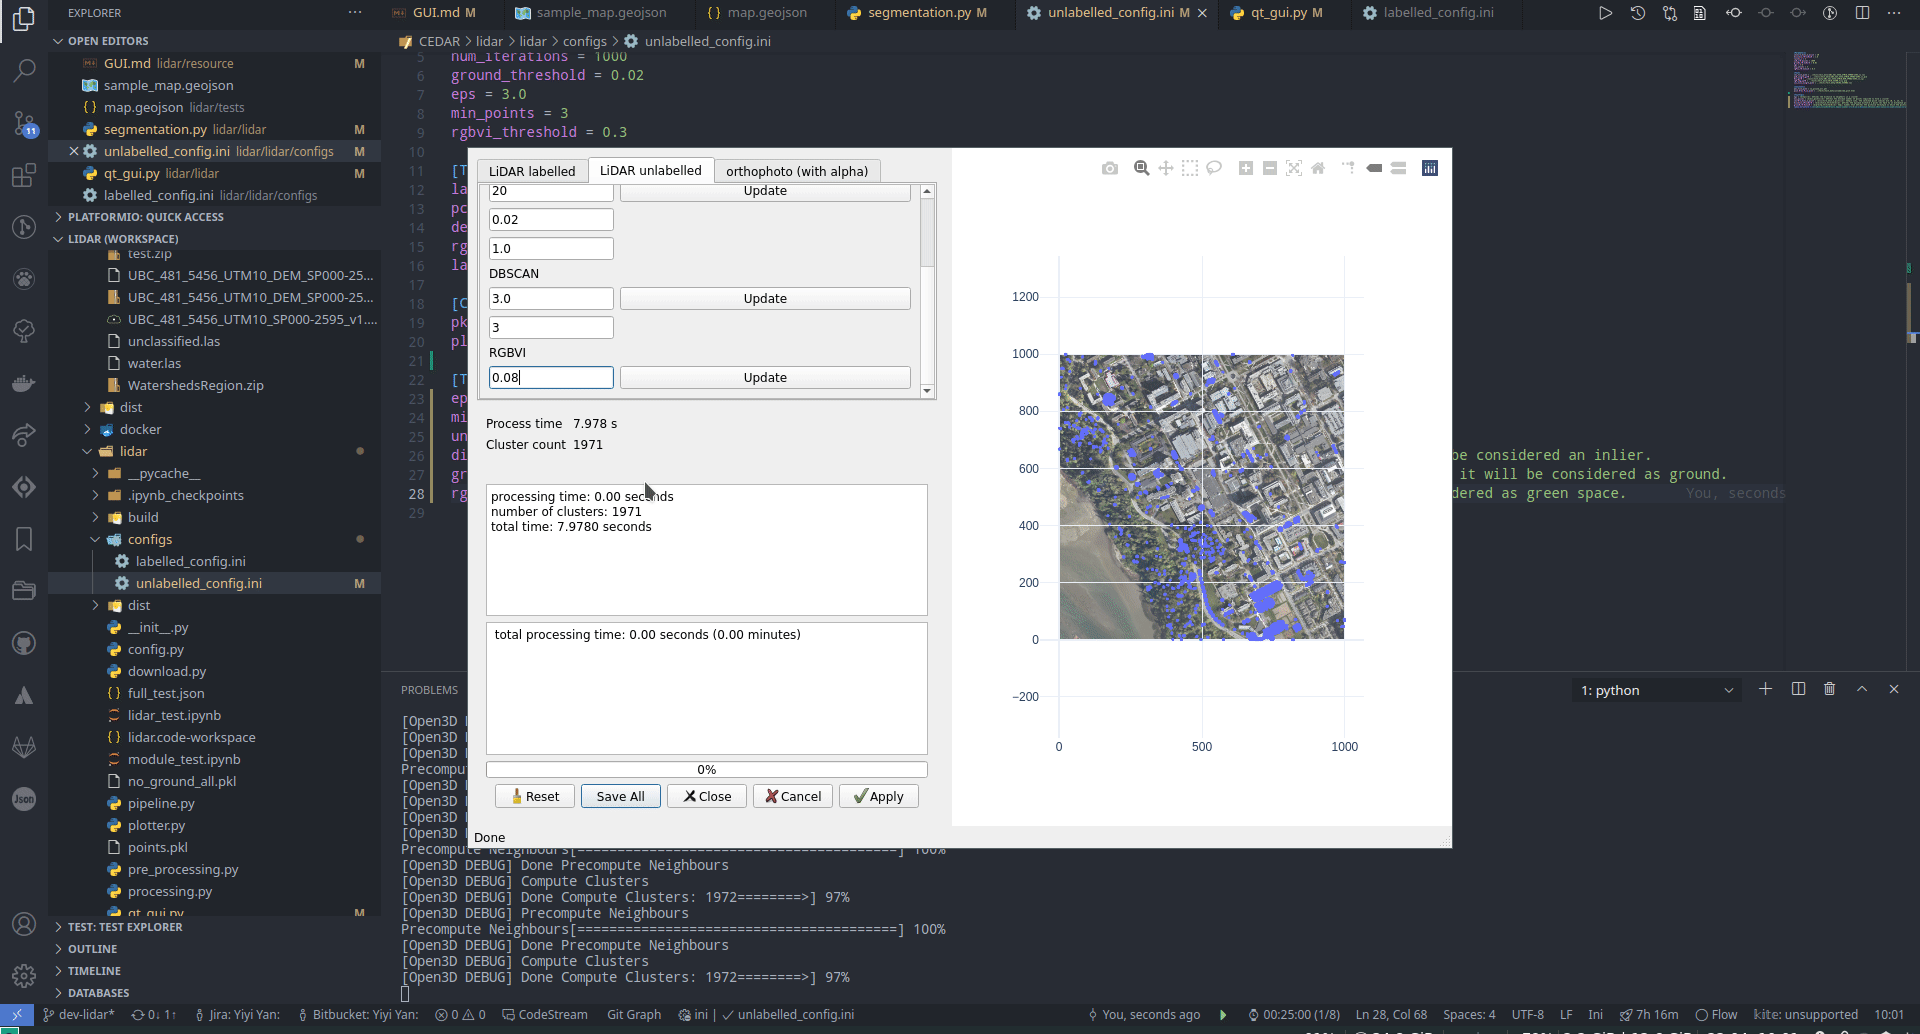 EXPLORER
OPEN EDITORS
GUI.md lidar/resource M
sample_map.geojson
map.geojson lidar/tests
segmentation.py lidar/lidar M
unlabelled_config.ini lidar/lidar/configs M
qt_gui.py lidar/lidar M
labelled_config.ini lidar/lidar/configs
PLATFORMIO: QUICK ACCESS
LIDAR (WORKSPACE)
test.zip
UBC_481_5456_UTM10_DEM_SP000-25...
UBC_481_5456_UTM10_DEM_SP000-25...
UBC_481_5456_UTM10_SP000-2595_v1....
unclassified.las
water.las
WatershedsRegion.zip
dist
docker
lidar
__pycache__
.ipynb_checkpoints
build
configs
labelled_config.ini
unlabelled_config.ini M
dist
__init__.py
config.py
download.py
full_test.json
lidar_test.ipynb
lidar.code-workspace
module_test.ipynb
no_ground_all.pkl
pipeline.py
plotter.py
points.pkl
pre_processing.py
processing.py
qt_gui.py M
TEST: TEST EXPLORER
OUTLINE
TIMELINE
DATABASES
11
Json
GUI.md M
sample_map.geojson
map.geojson
segmentation.py M
unlabelled_config.ini M
qt_gui.py M
labelled_config.ini
CEDAR > lidar > lidar > configs > unlabelled_config.ini
5 num_iterations = 1000
6 ground_threshold = 0.02
7 eps = 3.0
8 min_points = 3
9 rgbvi_threshold = 0.3
10
11 [T
12 la
13 pc
14 de
15 rg
16 la
17
18 [C
19 pk
20 pl
21
22 [T
23 ep
24 mi
25 un
26 di
27 gr
28 rg
29
be considered an inlier.
it will be considered as ground.
dered as green space. You, seconds
LiDAR labelled
LiDAR unlabelled
orthophoto (with alpha)
20 Update
0.02
1.0
DBSCAN
3.0 Update
3
RGBVI
0.08 Update
Process time 7.978 s
Cluster count 1971
processing time: 0.00 seconds
number of clusters: 1971
total time: 7.9780 seconds
total processing time: 0.00 seconds (0.00 minutes)
0%
Reset
Save All
Close
Cancel
Apply
Done
1200
1000
800
600
400
200
0
−200
0 500 1000
PROBLEMS
1: python
[Open3D
[Open3D
[Open3D
Precompu
[Open3D
[Open3D
[Open3D
[Open3D
Precompute Neighbours[========================================] 100%
[Open3D DEBUG] Done Precompute Neighbours
[Open3D DEBUG] Compute Clusters
[Open3D DEBUG] Done Compute Clusters: 1972========>] 97%
[Open3D DEBUG] Precompute Neighbours
Precompute Neighbours[========================================] 100%
[Open3D DEBUG] Done Precompute Neighbours
[Open3D DEBUG] Compute Clusters
[Open3D DEBUG] Done Compute Clusters: 1972========>] 97%
dev-lidar* 0↓ 1↑ Jira: Yiyi Yan: Bitbucket: Yiyi Yan: 0 0 CodeStream Git Graph ini | ✓ unlabelled_config.ini You, seconds ago 00:25:00 (1/8) Ln 28, Col 68 Spaces: 4 UTF-8 LF Ini 7h 16m Flow kite: unsupported 10:01